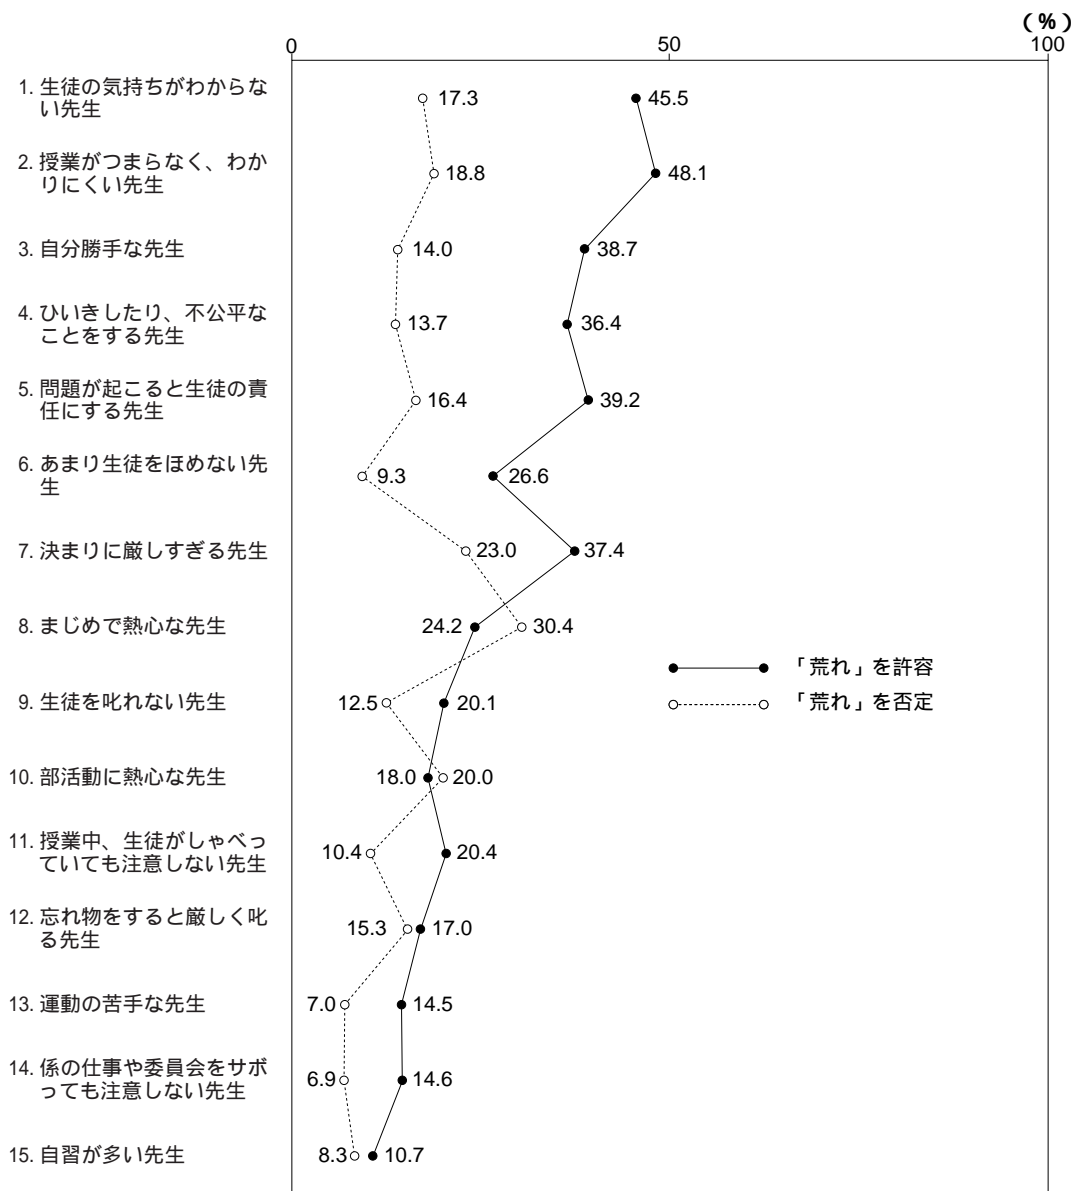 (%)
0 50 100
1. 生徒の気持ちがわからな
い先生
17.3 45.5
2. 授業がつまらなく、わか
りにくい先生
18.8 48.1
3. 自分勝手な先生
14.0 38.7
4. ひいきしたり、不公平な
ことをする先生
13.7 36.4
5. 問題が起こると生徒の責
任にする先生
16.4 39.2
6. あまり生徒をほめない先
生
9.3 26.6
7. 決まりに厳しすぎる先生
23.0 37.4
8. まじめで熱心な先生
24.2 30.4
「荒れ」を許容
9. 生徒を叱れない先生
12.5 20.1
「荒れ」を否定
10. 部活動に熱心な先生
18.0 20.0
11. 授業中、生徒がしゃべっ
ていても注意しない先生
10.4 20.4
12. 忘れ物をすると厳しく叱
る先生
15.3 17.0
13. 運動の苦手な先生
7.0 14.5
14. 係の仕事や委員会をサボ
っても注意しない先生
6.9 14.6
15. 自習が多い先生
8.3 10.7